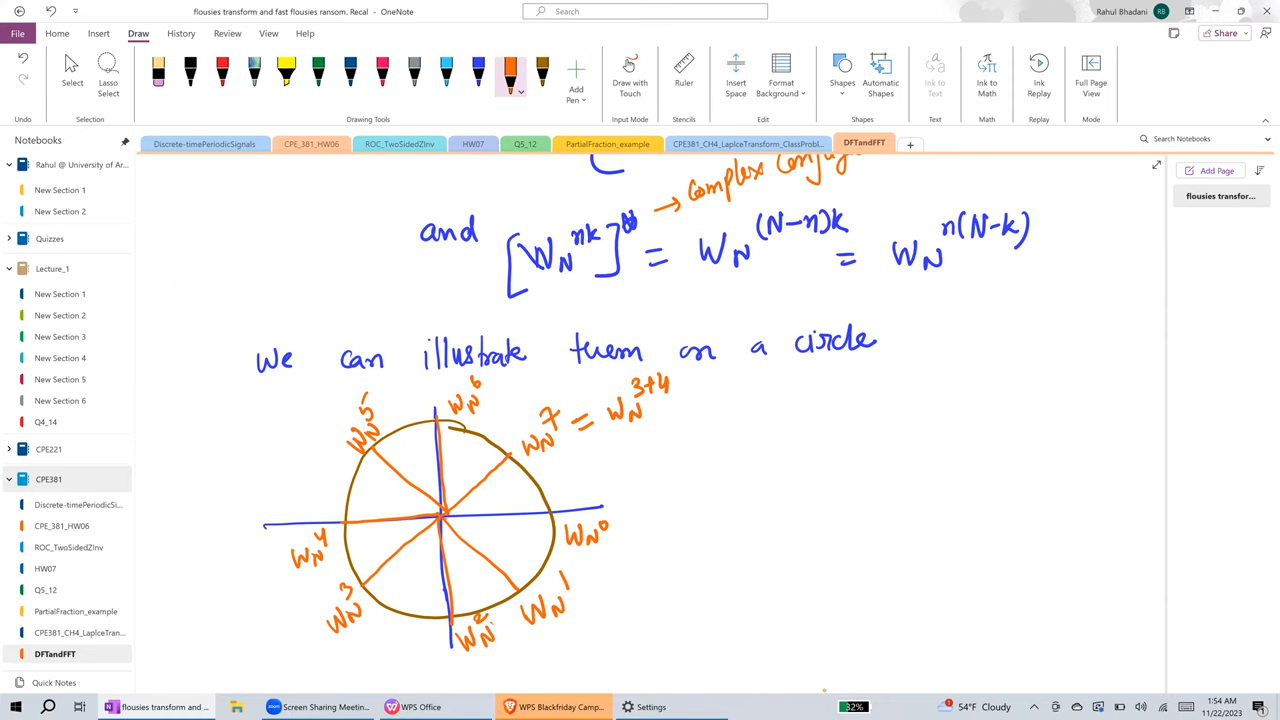 flousies transform and fast flousies ransom. Recal - OneNote
Search
Rahul Bhadani RB
File Home Insert Draw History Review View Help
Share
Select
Lasso Select
Add Pen
Draw with Touch
Ruler
Insert Space
Format Background
Shapes
Automatic Shapes
Ink to Text
Ink to Math
Ink Replay
Full Page View
Undo Selection Drawing Tools Input Mode Stencils Edit Shapes Text Math Replay Mode
Notebooks
Discrete-timePeriodicSignals CPE_381_HW06 ROC_TwoSidedZInv HW07 Q5_12 PartialFraction_example CPE381_CH4_LaplceTransform_ClassProbl... DFTandFFT
Search Notebooks
Rahul @ University of Ar...
New Section 1
New Section 2
Quizzes
Lecture_1
New Section 1
New Section 2
New Section 3
New Section 4
New Section 5
New Section 6
Q4_14
CPE221
CPE381
Discrete-timePeriodicSi...
CPE_381_HW06
ROC_TwoSidedZInv
HW07
Q5_12
PartialFraction_example
CPE381_CH4_LaplceTran...
DFTandFFT
Quick Notes
Add Page
flousies transfor...
→ Complex Conjuga
and [W_N^{nk}]^* = W_N^{(N-n)k} = W_N^{n(N-k)}
We can illustrate them on a circle
W_N^5 W_N^6 W_N^7 = W_N^{3+4}
W_N^4 W_N^0
W_N^3 W_N^2 W_N^1
flousies transform and ...
Screen Sharing Meetin...
WPS Office
WPS Blackfriday Camp...
Settings
32%
54°F Cloudy
1:54 AM
11/22/2023